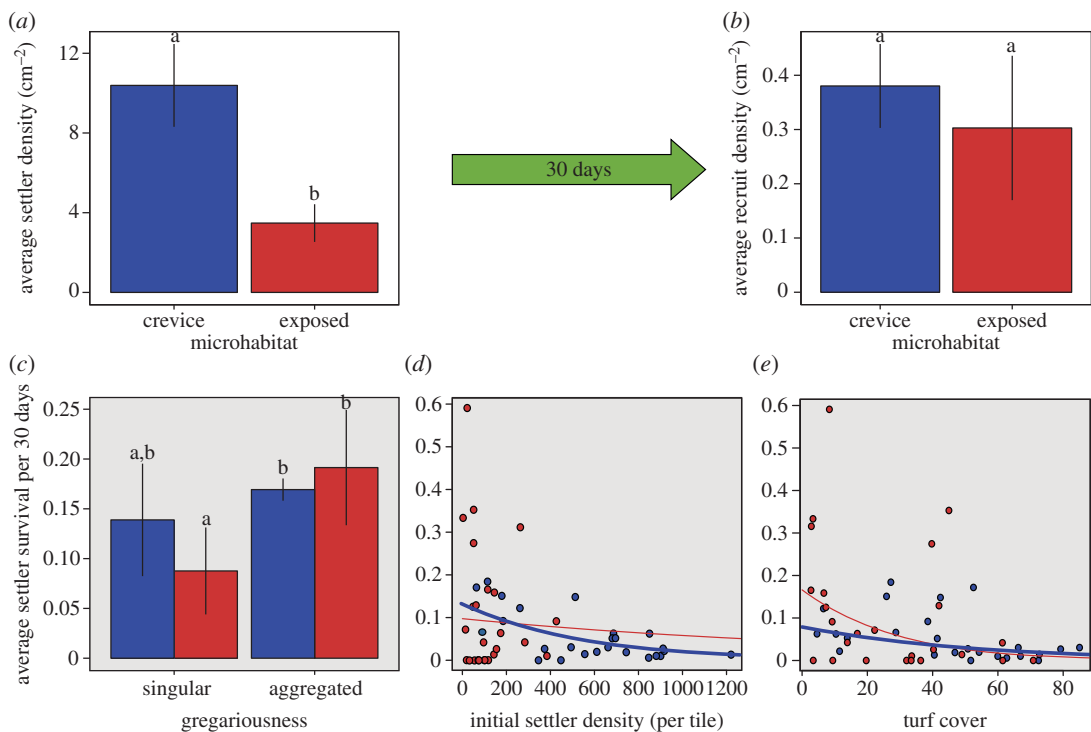 (a)
average settler density (cm⁻²)
12
8
4
0
a
b
crevice
exposed
microhabitat
30 days
(b)
average recruit density (cm⁻²)
0.4
0.3
0.2
0.1
0
a
a
crevice
exposed
microhabitat
(c)
average settler survival per 30 days
0.25
0.20
0.15
0.10
0.05
0
a,b
a
b
b
singular
aggregated
gregariousness
(d)
0.6
0.5
0.4
0.3
0.2
0.1
0
0
200
400
600
800
1000
1200
initial settler density (per tile)
(e)
0.6
0.5
0.4
0.3
0.2
0.1
0
0
20
40
60
80
turf cover